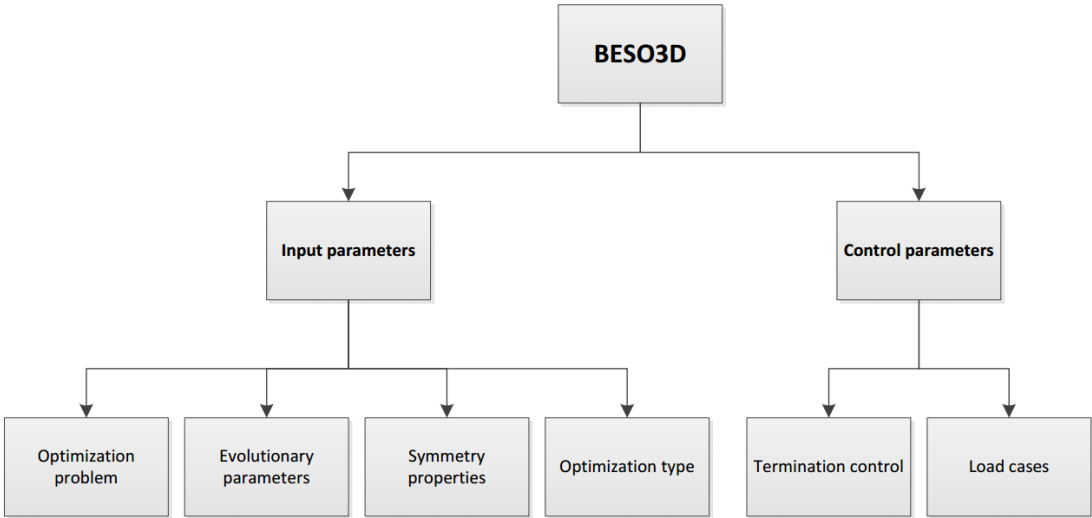 BESO3D
Input parameters
Control parameters
Optimization
problem
Evolutionary
parameters
Symmetry
properties
Optimization type
Termination control
Load cases